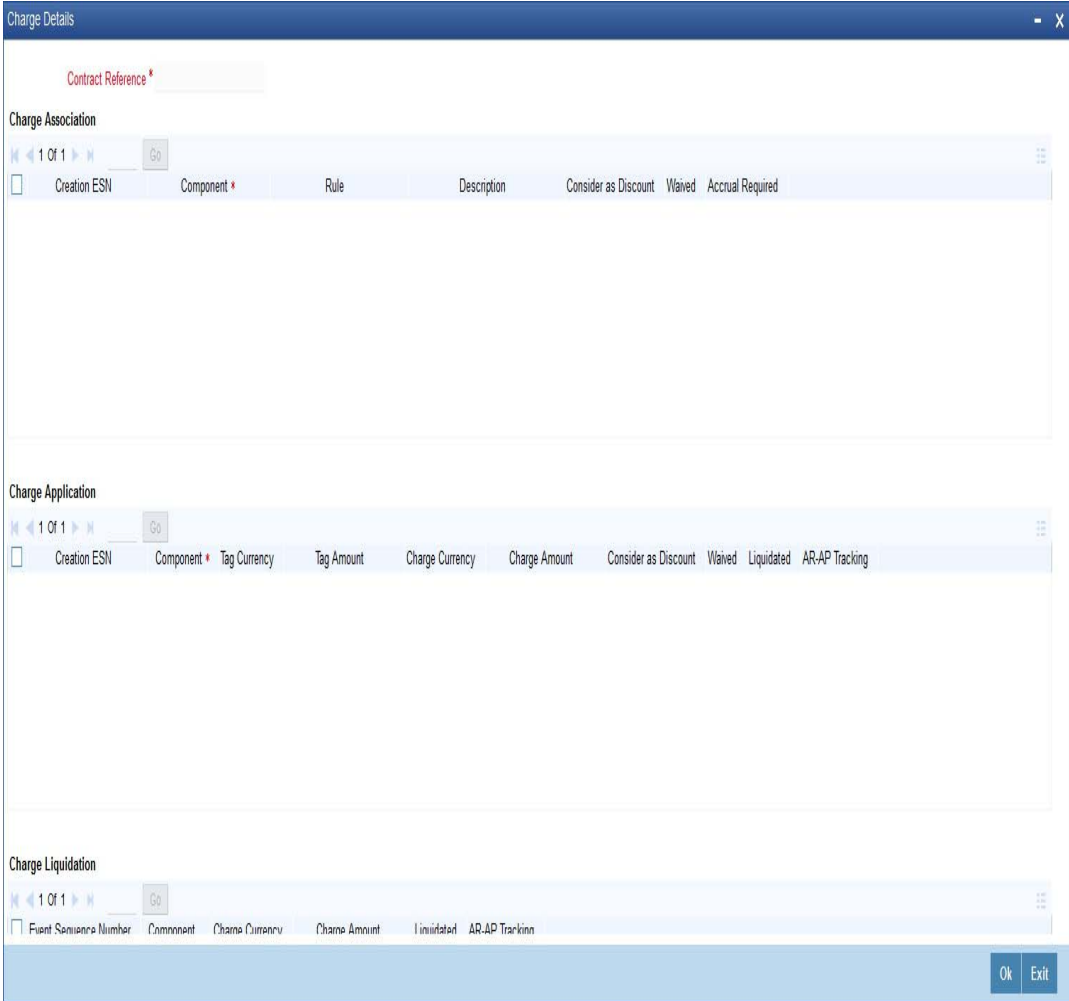 Charge Details - X
Contract Reference *
Charge Association
1 Of 1 Go
Creation ESN Component * Rule Description Consider as Discount Waived Accrual Required
Charge Application
1 Of 1 Go
Creation ESN Component * Tag Currency Tag Amount Charge Currency Charge Amount Consider as Discount Waived Liquidated AR-AP Tracking
Charge Liquidation
1 Of 1 Go
Event Sequence Number Component Charge Currency Charge Amount Liquidated AR-AP Tracking
Ok Exit